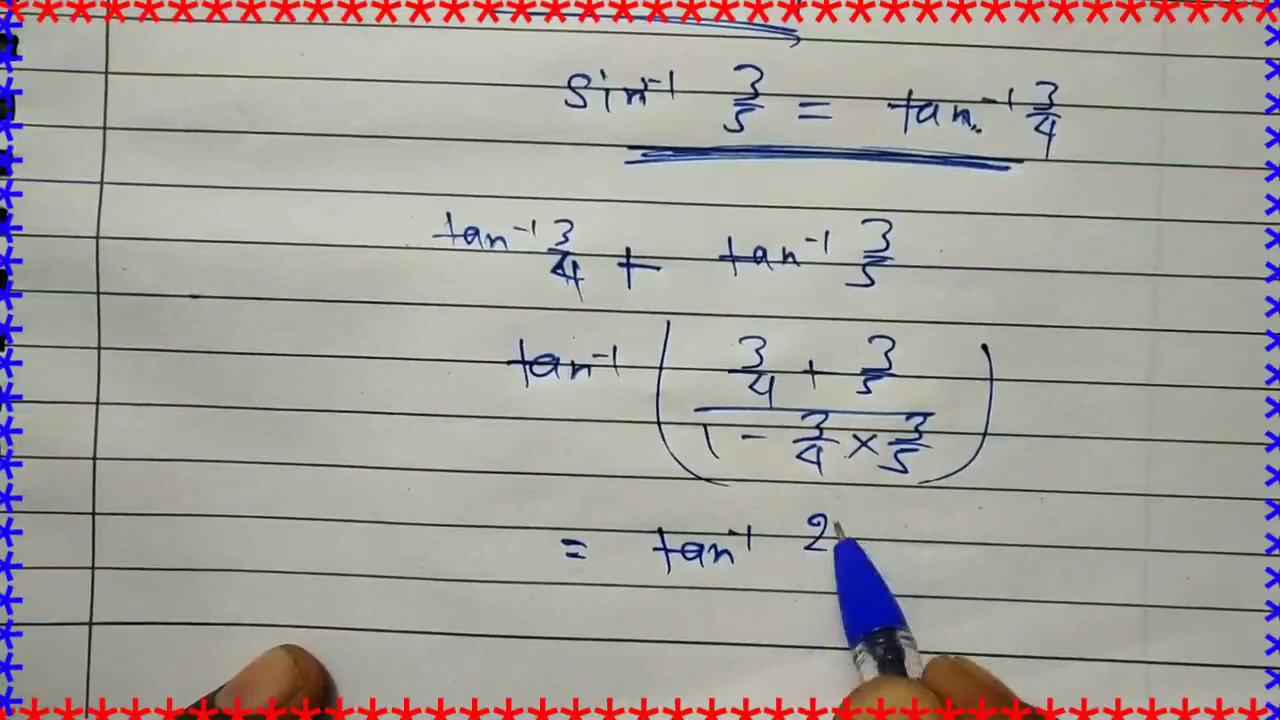 Sin⁻¹ 3/5 = tan⁻¹ 3/4
tan⁻¹ 3/4 + tan⁻¹ 3/5
tan⁻¹ ( (3/4 + 3/5) / (1 - 3/4 × 3/5) )
= tan⁻¹ 2